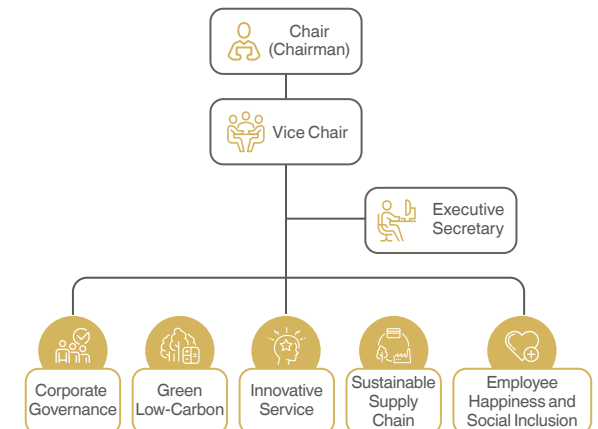 Chair
(Chairman)
Vice Chair
Executive
Secretary
Corporate
Governance
Green
Low-Carbon
Innovative
Service
Sustainable
Supply
Chain
Employee
Happiness and
Social Inclusion